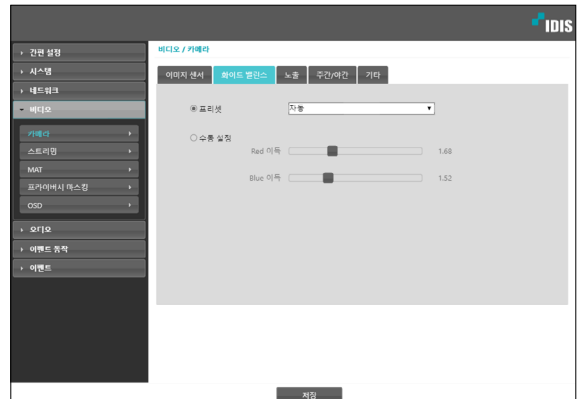 IDIS
간편 설정
시스템
네트워크
비디오
카메라
스트리밍
MAT
프라이버시 마스킹
OSD
오디오
이벤트 동작
이벤트
비디오 / 카메라
이미지 센서 화이트 밸런스 노출 주간/야간 기타
프리셋 자동
수동 설정
Red 이득 1.68
Blue 이득 1.52
저장